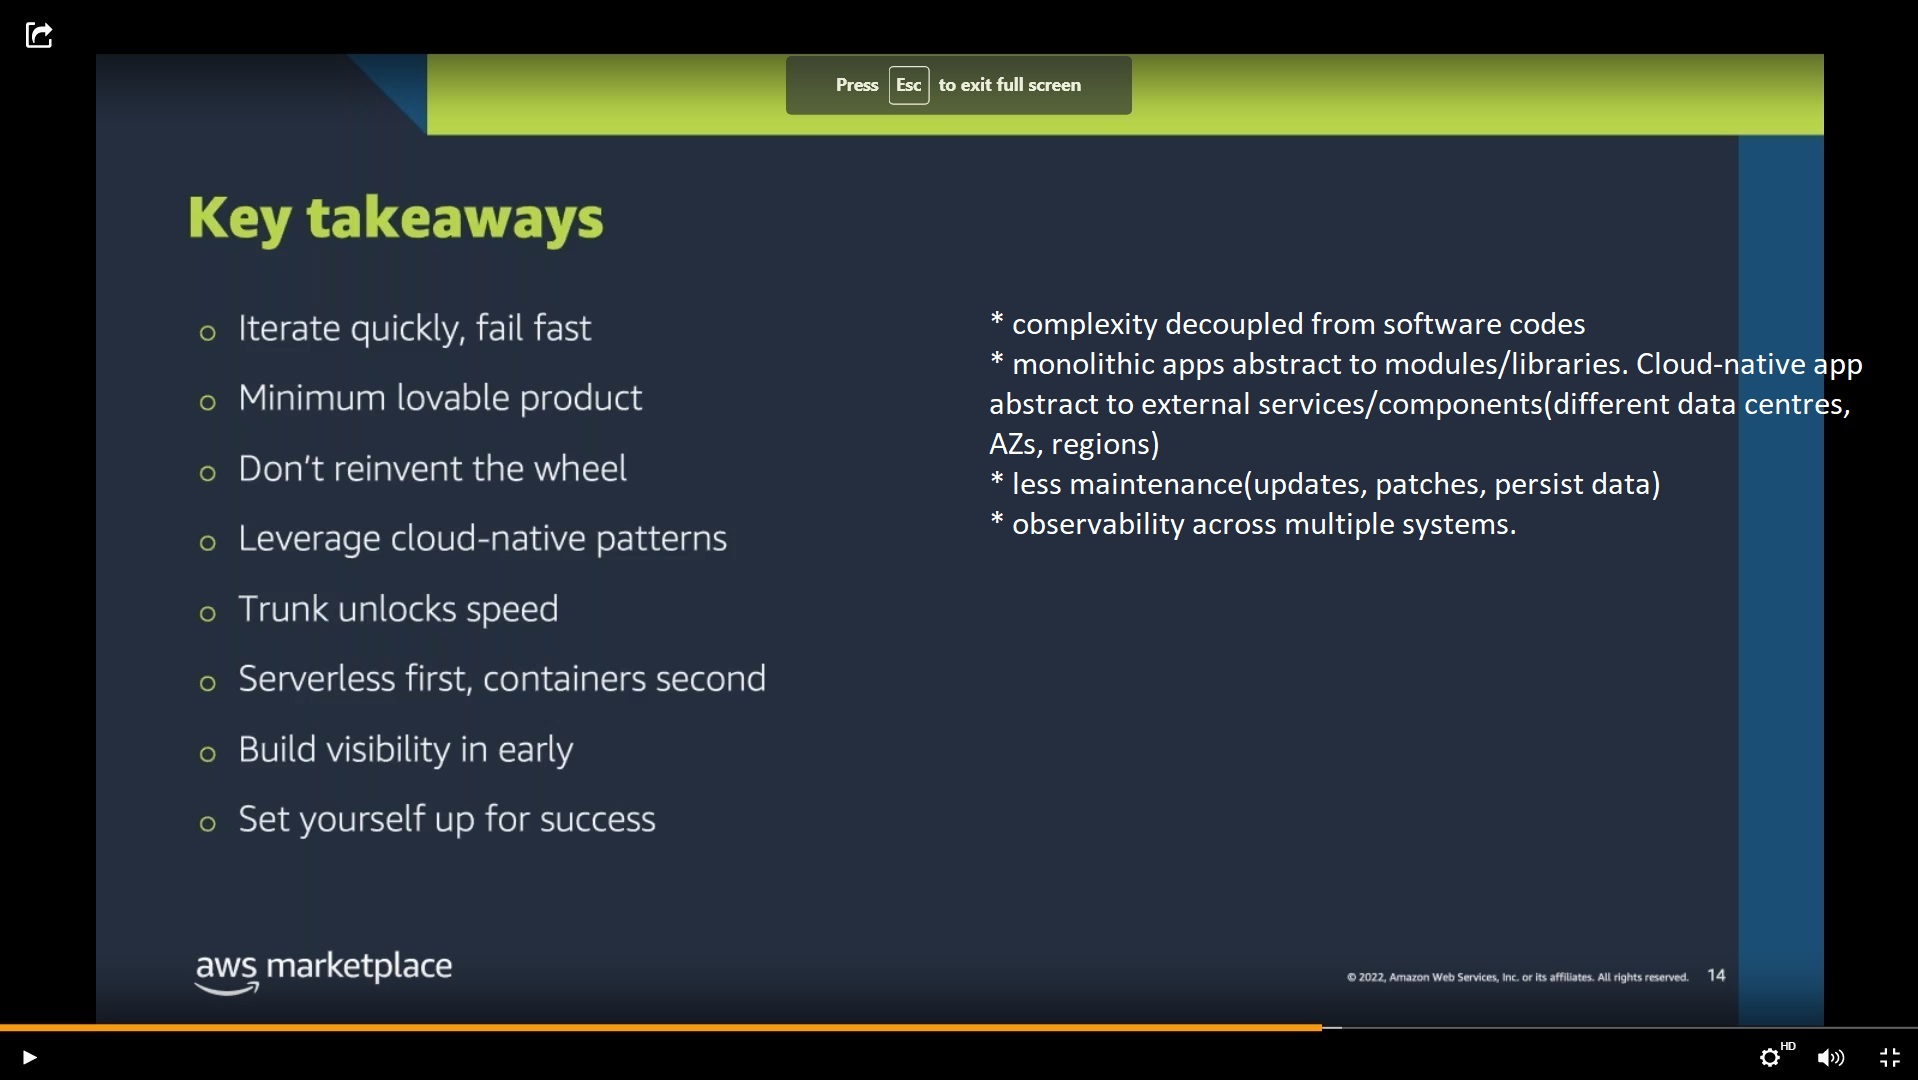 Press Esc to exit full screen
Key takeaways
Iterate quickly, fail fast
Minimum lovable product
Don't reinvent the wheel
Leverage cloud-native patterns
Trunk unlocks speed
Serverless first, containers second
Build visibility in early
Set yourself up for success
* complexity decoupled from software codes
* monolithic apps abstract to modules/libraries. Cloud-native app
abstract to external services/components(different data centres,
AZs, regions)
* less maintenance(updates, patches, persist data)
* observability across multiple systems.
aws marketplace
© 2022, Amazon Web Services, Inc. or its affiliates. All rights reserved. 14
HD